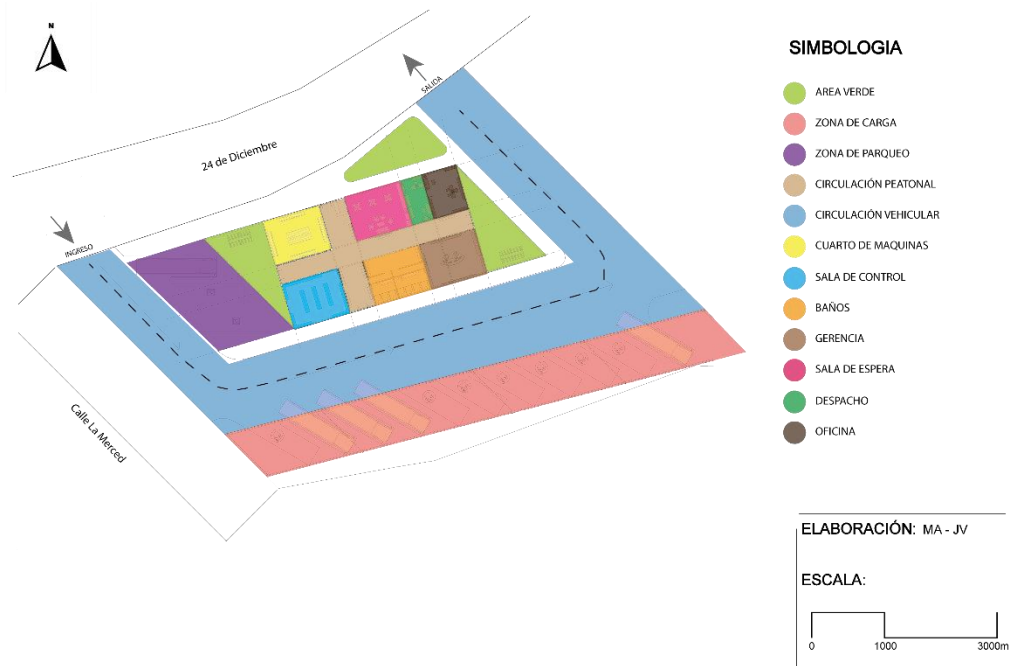 N
SALIDA
24 de Diciembre
INGRESO
Calle La Merced
SIMBOLOGIA
AREA VERDE
ZONA DE CARGA
ZONA DE PARQUEO
CIRCULACIÓN PEATONAL
CIRCULACIÓN VEHICULAR
CUARTO DE MAQUINAS
SALA DE CONTROL
BAÑOS
GERENCIA
SALA DE ESPERA
DESPACHO
OFICINA
ELABORACIÓN: MA - JV
ESCALA:
0 1000 3000m